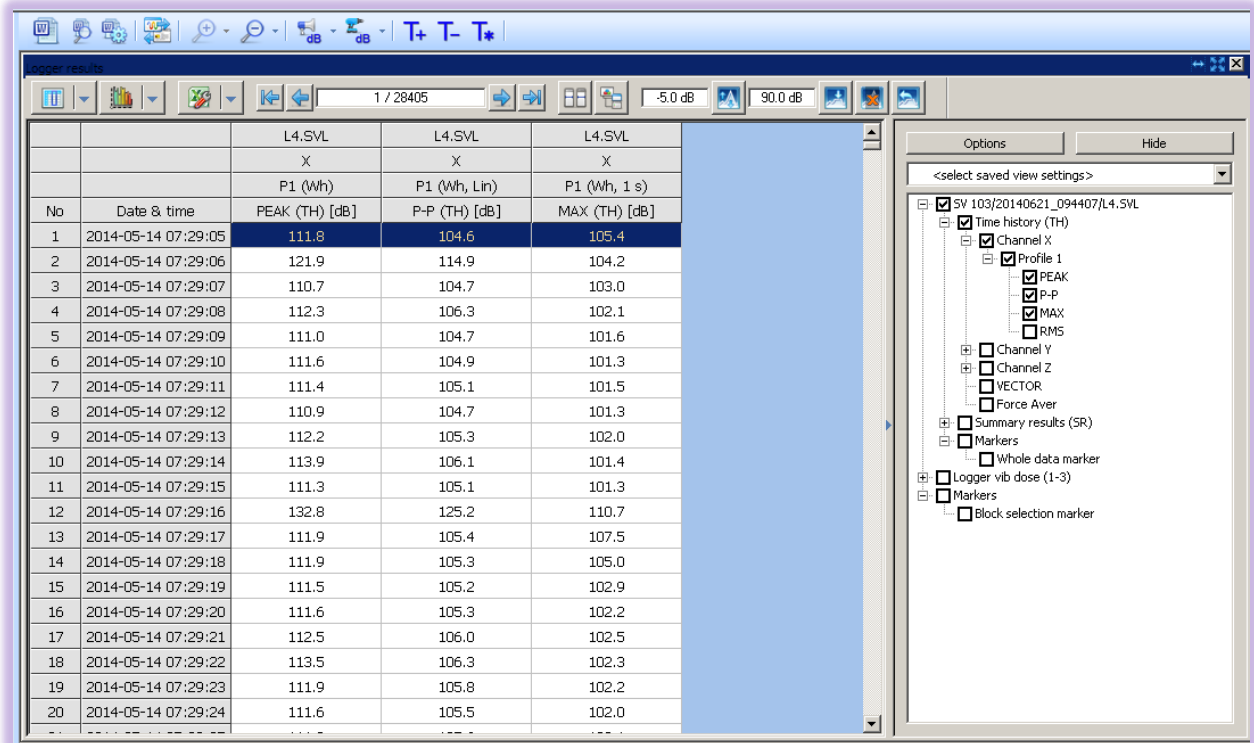 dB dB T+ T- T*
Logger results
1 / 28405 -5.0 dB 90.0 dB
L4.SVL L4.SVL L4.SVL
X X X
P1 (Wh) P1 (Wh, Lin) P1 (Wh, 1 s)
No Date & time PEAK (TH) [dB] P-P (TH) [dB] MAX (TH) [dB]
1 2014-05-14 07:29:05 111.8 104.6 105.4
2 2014-05-14 07:29:06 121.9 114.9 104.2
3 2014-05-14 07:29:07 110.7 104.7 103.0
4 2014-05-14 07:29:08 112.3 106.3 102.1
5 2014-05-14 07:29:09 111.0 104.7 101.6
6 2014-05-14 07:29:10 111.6 104.9 101.3
7 2014-05-14 07:29:11 111.4 105.1 101.5
8 2014-05-14 07:29:12 110.9 104.7 101.3
9 2014-05-14 07:29:13 112.2 105.3 102.0
10 2014-05-14 07:29:14 113.9 106.1 101.4
11 2014-05-14 07:29:15 111.3 105.1 101.3
12 2014-05-14 07:29:16 132.8 125.2 110.7
13 2014-05-14 07:29:17 111.9 105.4 107.5
14 2014-05-14 07:29:18 111.9 105.3 105.0
15 2014-05-14 07:29:19 111.5 105.2 102.9
16 2014-05-14 07:29:20 111.6 105.3 102.2
17 2014-05-14 07:29:21 112.5 106.0 102.5
18 2014-05-14 07:29:22 113.5 106.3 102.3
19 2014-05-14 07:29:23 111.9 105.8 102.2
20 2014-05-14 07:29:24 111.6 105.5 102.0
Options Hide
<select saved view settings>
SV 103/20140621_094407/L4.SVL
Time history (TH)
Channel X
Profile 1
PEAK
P-P
MAX
RMS
Channel Y
Channel Z
VECTOR
Force Aver
Summary results (SR)
Markers
Whole data marker
Logger vib dose (1-3)
Markers
Block selection marker